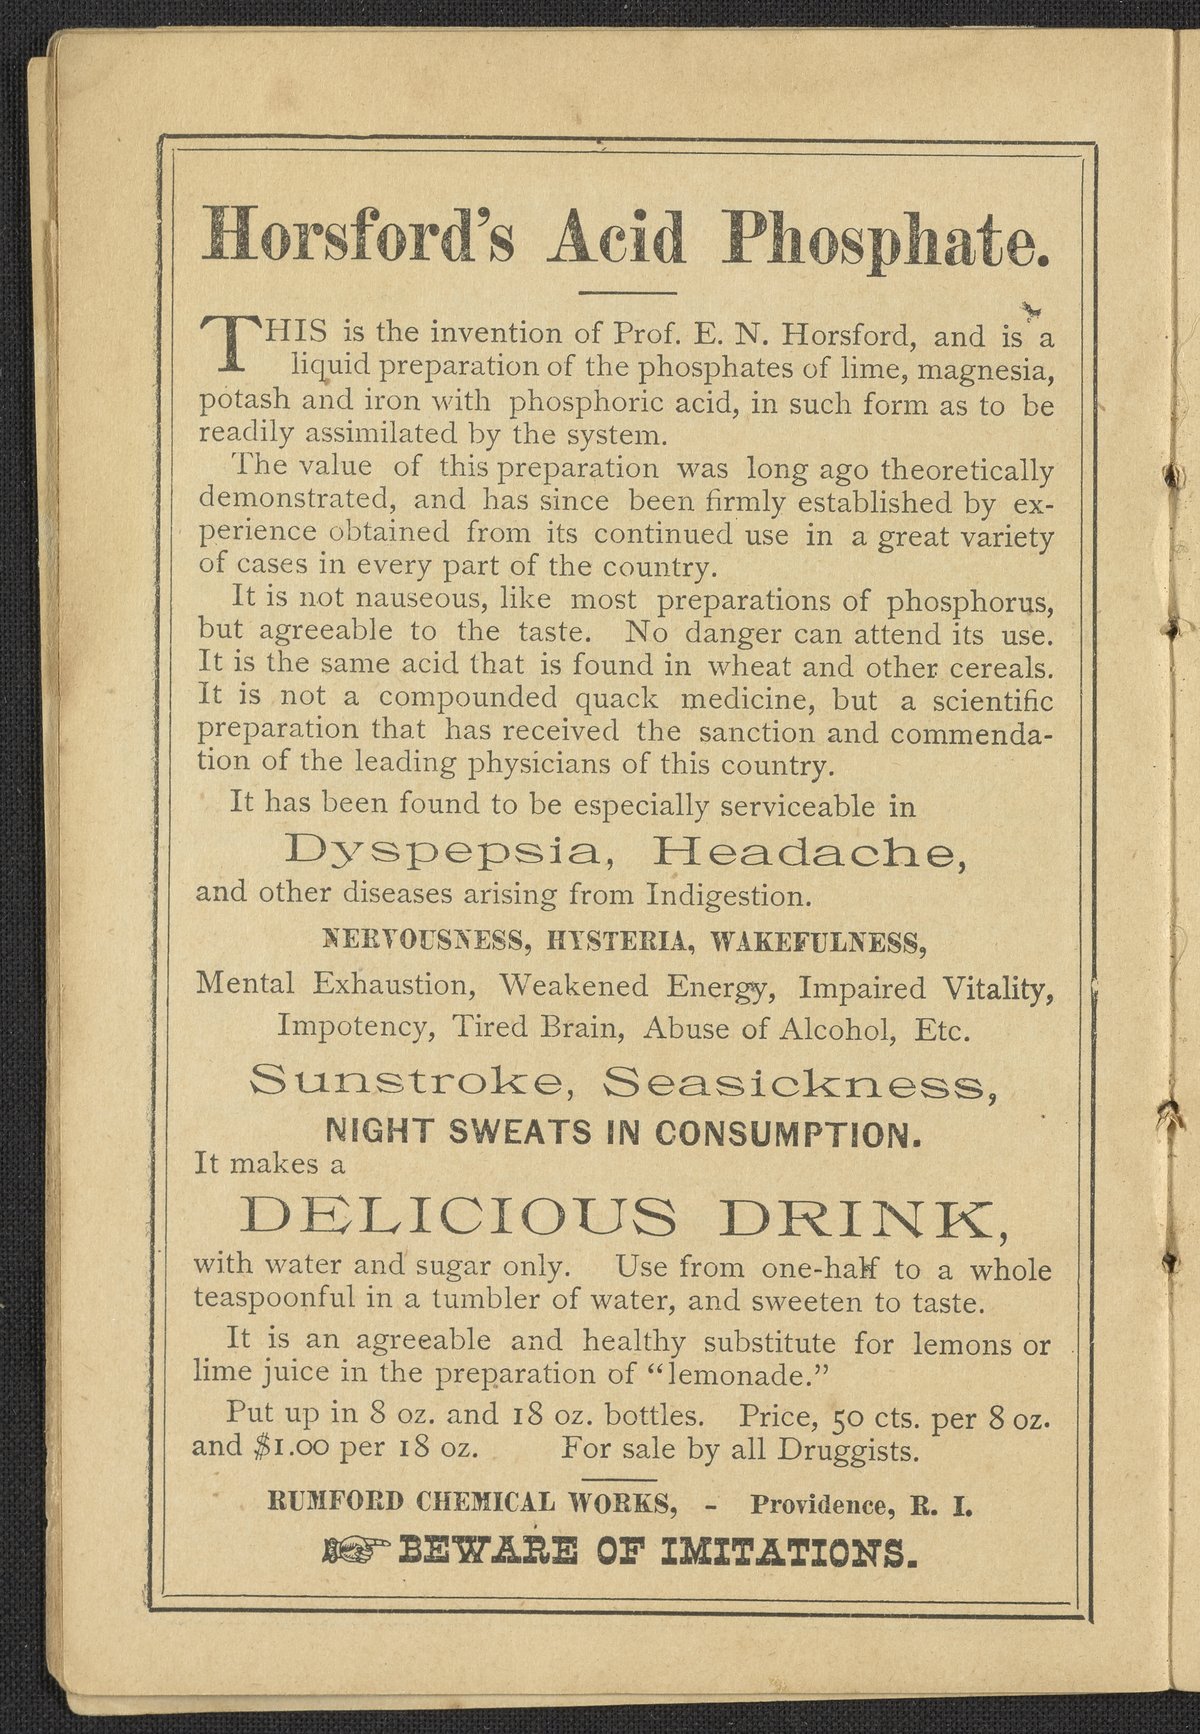 Horsford's Acid Phosphate.
THIS is the invention of Prof. E. N. Horsford, and is a
liquid preparation of the phosphates of lime, magnesia,
potash and iron with phosphoric acid, in such form as to be
readily assimilated by the system.
The value of this preparation was long ago theoretically
demonstrated, and has since been firmly established by ex-
perience obtained from its continued use in a great variety
of cases in every part of the country.
It is not nauseous, like most preparations of phosphorus,
but agreeable to the taste. No danger can attend its use.
It is the same acid that is found in wheat and other cereals.
It is not a compounded quack medicine, but a scientific
preparation that has received the sanction and commenda-
tion of the leading physicians of this country.
It has been found to be especially serviceable in
Dyspepsia, Headache,
and other diseases arising from Indigestion.
NERVOUSNESS, HYSTERIA, WAKEFULNESS,
Mental Exhaustion, Weakened Energy, Impaired Vitality,
Impotency, Tired Brain, Abuse of Alcohol, Etc.
Sunstroke, Seasickness,
NIGHT SWEATS IN CONSUMPTION.
It makes a
DELICIOUS DRINK,
with water and sugar only. Use from one-half to a whole
teaspoonful in a tumbler of water, and sweeten to taste.
It is an agreeable and healthy substitute for lemons or
lime juice in the preparation of "lemonade."
Put up in 8 oz. and 18 oz. bottles. Price, 50 cts. per 8 oz.
and $1.00 per 18 oz. For sale by all Druggists.
RUMFORD CHEMICAL WORKS, - Providence, R. I.
☞ BEWARE OF IMITATIONS.